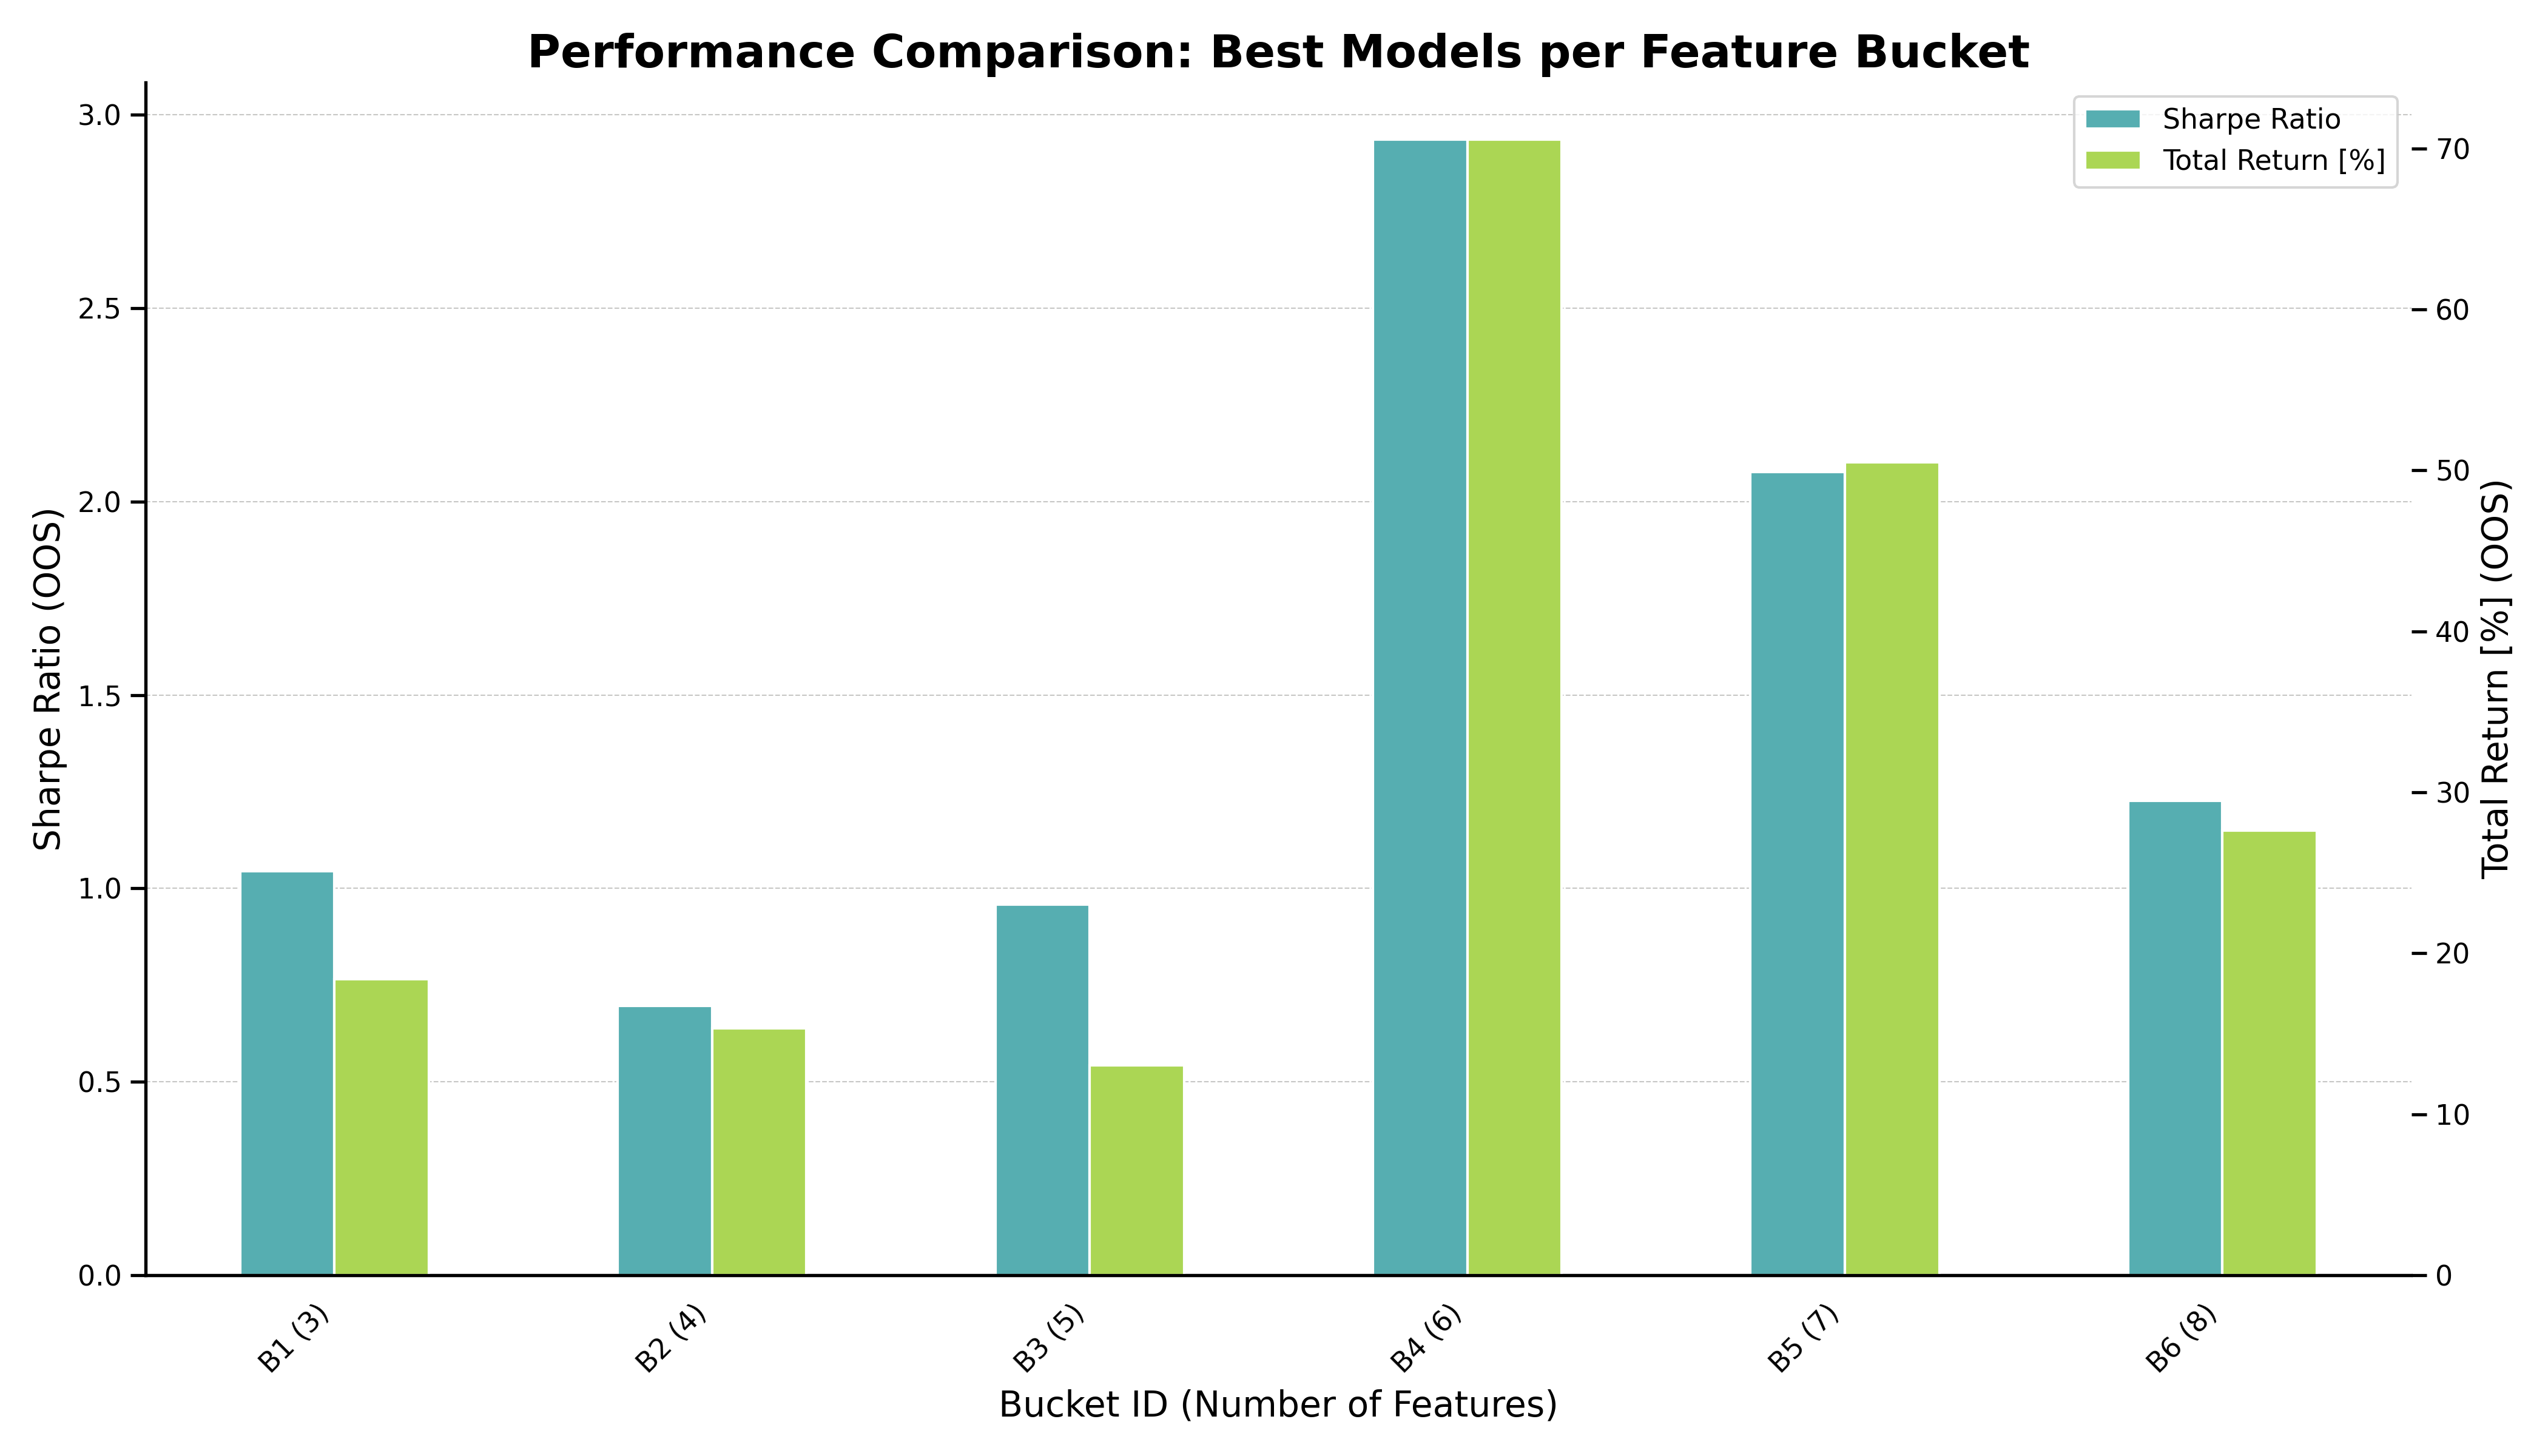 Performance Comparison: Best Models per Feature Bucket
Sharpe Ratio
Total Return [%]
Sharpe Ratio (OOS)
3.0
2.5
2.0
1.5
1.0
0.5
0.0
70
60
50
40
30
20
10
0
Total Return [%] (OOS)
B1 (3)
B2 (4)
B3 (5)
B4 (6)
B5 (7)
B6 (8)
Bucket ID (Number of Features)